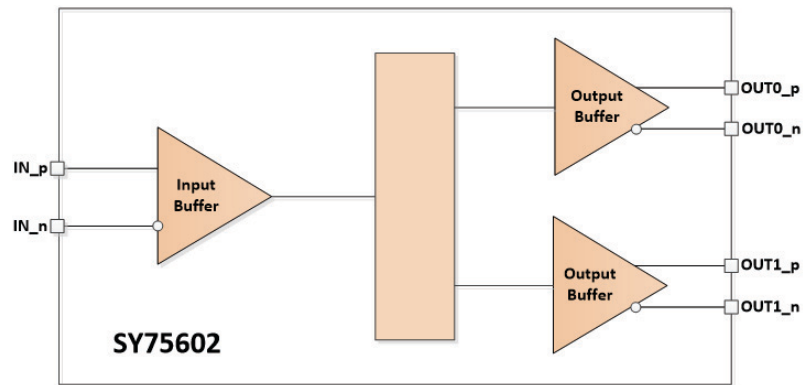 IN_p
IN_n
Input
Buffer
Output
Buffer
OUT0_p
OUT0_n
Output
Buffer
OUT1_p
OUT1_n
SY75602